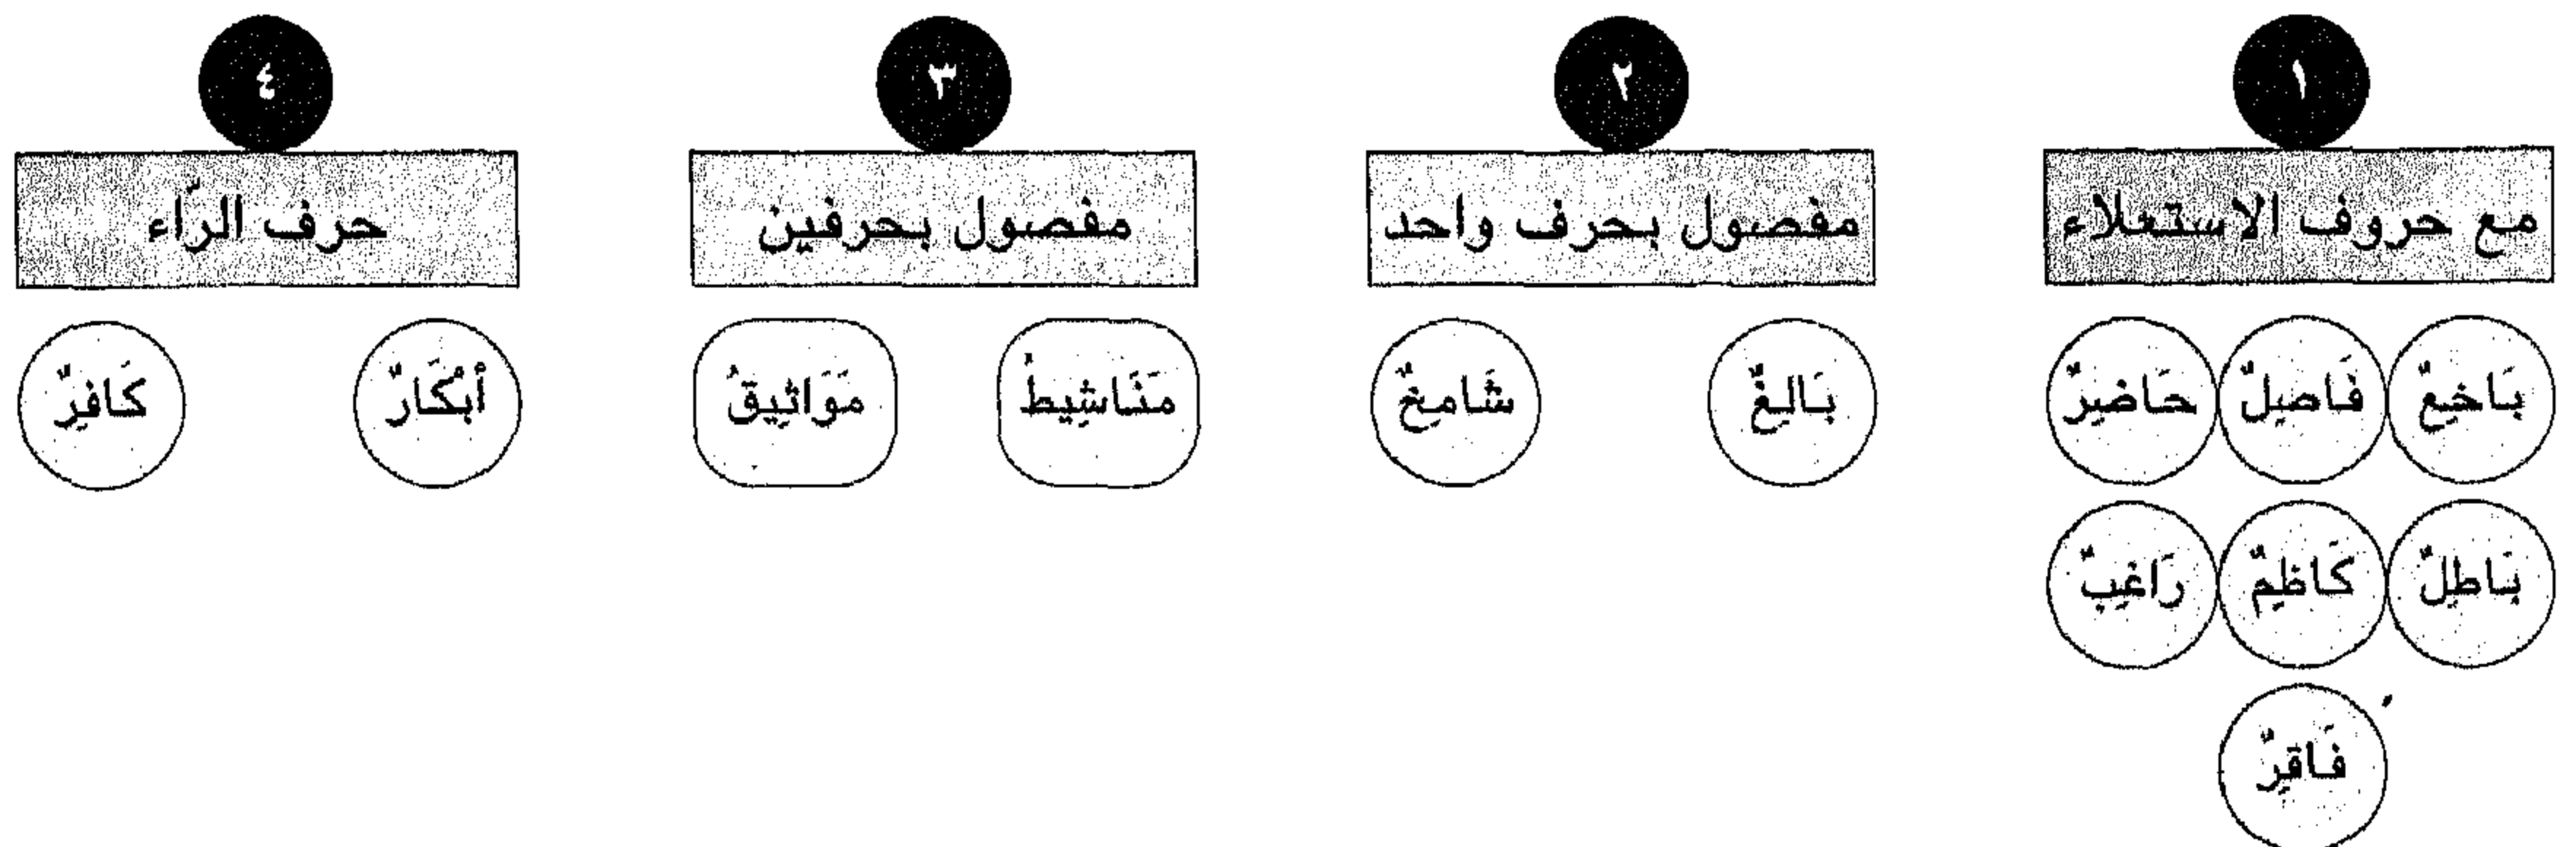 ١ ٢ ٣ ٤
مع حروف الاستعلاء مفصول بحرف واحد مفصول بحرفين حرف الرّاء
بَاخِعٌ فَاصِلٌ حَاضِرٌ بَالِغٌ شَامِخٌ مَنَاشِيطُ مَوَاثِيقُ أبْكَارٌ كَافِرٌ
بَاطِلٌ كَاظِمٌ رَاغِبٌ
فَاقِرٌ